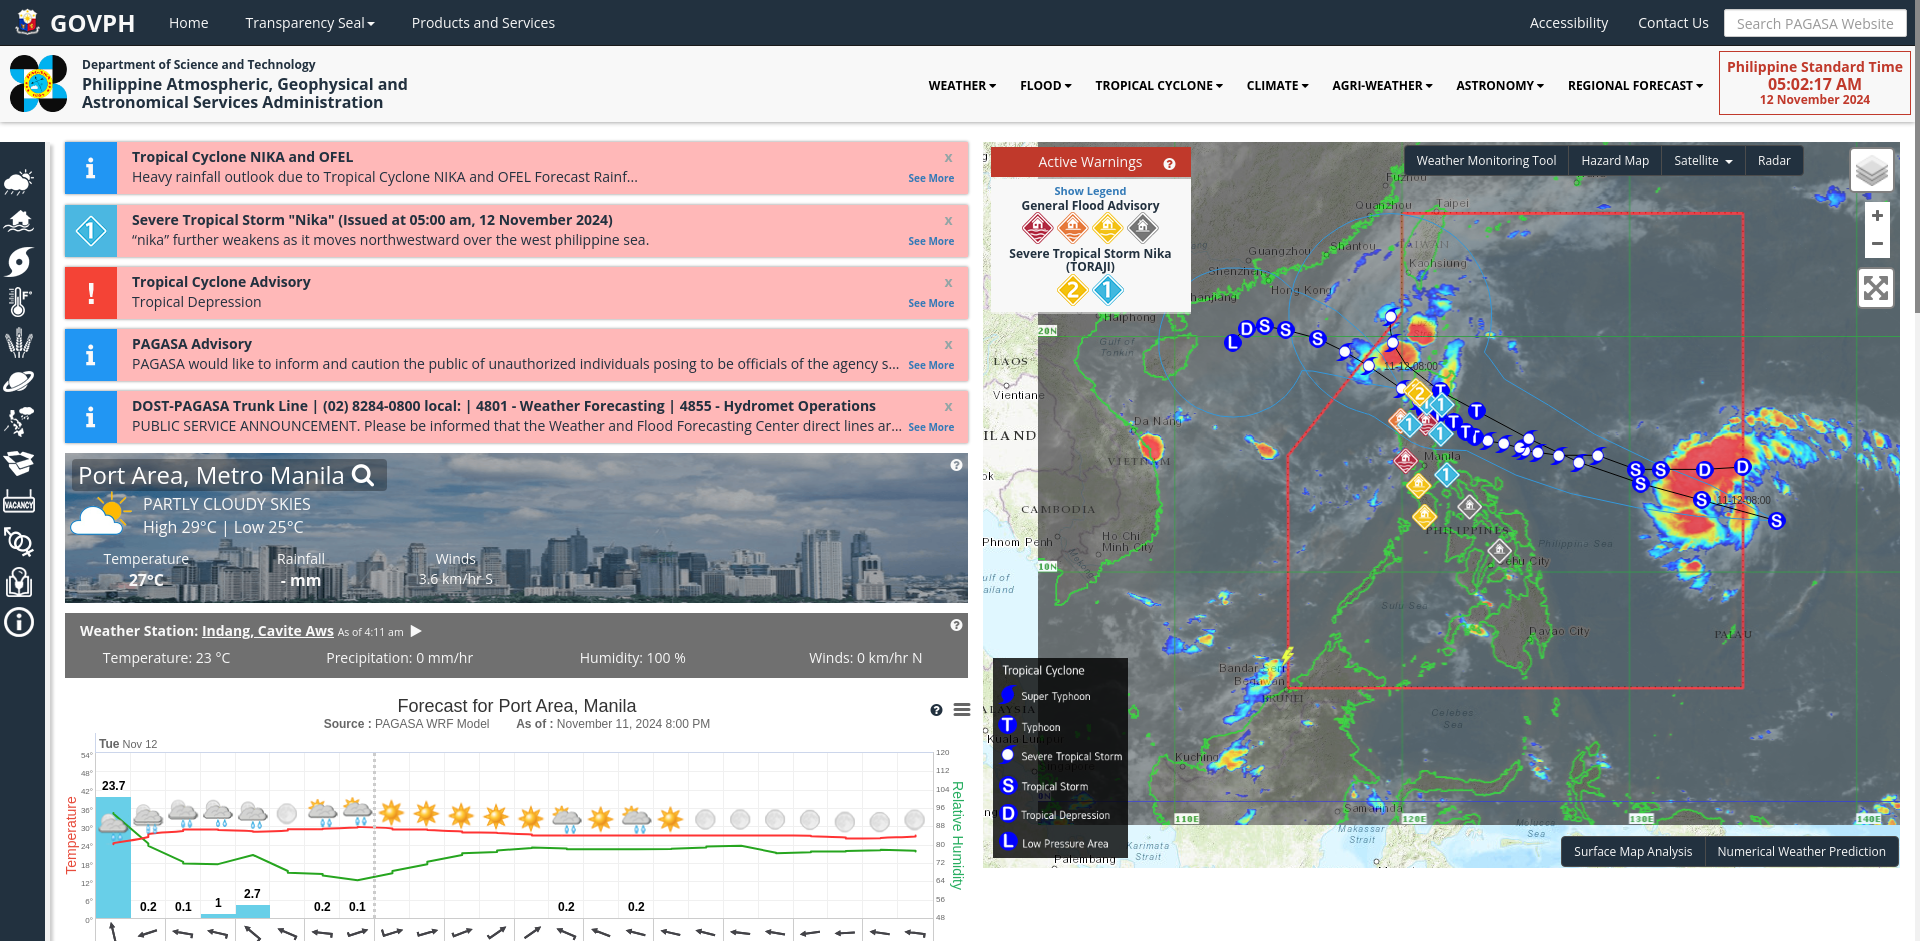 GOVPH
Home
Transparency Seal
Products and Services
Accessibility
Contact Us
Search PAGASA Website
Department of Science and Technology
Philippine Atmospheric, Geophysical and
Astronomical Services Administration
WEATHER
FLOOD
TROPICAL CYCLONE
CLIMATE
AGRI-WEATHER
ASTRONOMY
REGIONAL FORECAST
Philippine Standard Time
05:02:17 AM
12 November 2024
Tropical Cyclone NIKA and OFEL
x
Heavy rainfall outlook due to Tropical Cyclone NIKA and OFEL Forecast Rainf...
See More
1
Severe Tropical Storm "Nika" (Issued at 05:00 am, 12 November 2024)
x
“nika” further weakens as it moves northwestward over the west philippine sea.
See More
!
Tropical Cyclone Advisory
x
Tropical Depression
See More
PAGASA Advisory
x
PAGASA would like to inform and caution the public of unauthorized individuals posing to be officials of the agency s...
See More
DOST-PAGASA Trunk Line | (02) 8284-0800 local: | 4801 - Weather Forecasting | 4855 - Hydromet Operations
x
PUBLIC SERVICE ANNOUNCEMENT. Please be informed that the Weather and Flood Forecasting Center direct lines ar...
See More
VACANCY
Port Area, Metro Manila
PARTLY CLOUDY SKIES
High 29°C | Low 25°C
Temperature
Rainfall
Winds
27°C
- mm
3.6 km/hr S
Weather Station: Indang, Cavite Aws As of 4:11 am
Temperature: 23 °C
Precipitation: 0 mm/hr
Humidity: 100 %
Winds: 0 km/hr N
Forecast for Port Area, Manila
Source : PAGASA WRF Model
As of : November 11, 2024 8:00 PM
Tue Nov 12
Temperature
54°
48°
42°
36°
30°
24°
18°
12°
6°
0°
23.7
0.2
0.1
1
2.7
0.2
0.1
0.2
0.2
120
112
104
96
88
80
72
64
56
48
Relative Humidity
Active Warnings
Show Legend
General Flood Advisory
Severe Tropical Storm Nika
(TORAJI)
2
1
Weather Monitoring Tool
Hazard Map
Satellite
Radar
+
−
Fuzhou
Quanzhou
Taipei
TAIWAN
Guangzhou
Shantou
Kaohsiung
Shenzhen
Hong Kong
Haiphong
20N
Gulf of
Tonkin
LAOS
Vientiane
Da Nang
VIETNAM
CAMBODIA
Phnom Penh
Ho Chi
Minh City
10N
11-12-08:00
Manila
PHILIPPINES
11-12-08:00
Philippine Sea
Cebu City
Sulu Sea
Davao City
PALAU
Bandar Seri
Begawan
BRUNEI
Celebes
Sea
Kuching
Samarinda
110E
120E
130E
140E
Makassar
Strait
Molucca
Sea
Karimata
Strait
Palembang
Tropical Cyclone
Super Typhoon
T Typhoon
Severe Tropical Storm
S Tropical Storm
D Tropical Depression
L Low Pressure Area
Surface Map Analysis
Numerical Weather Prediction